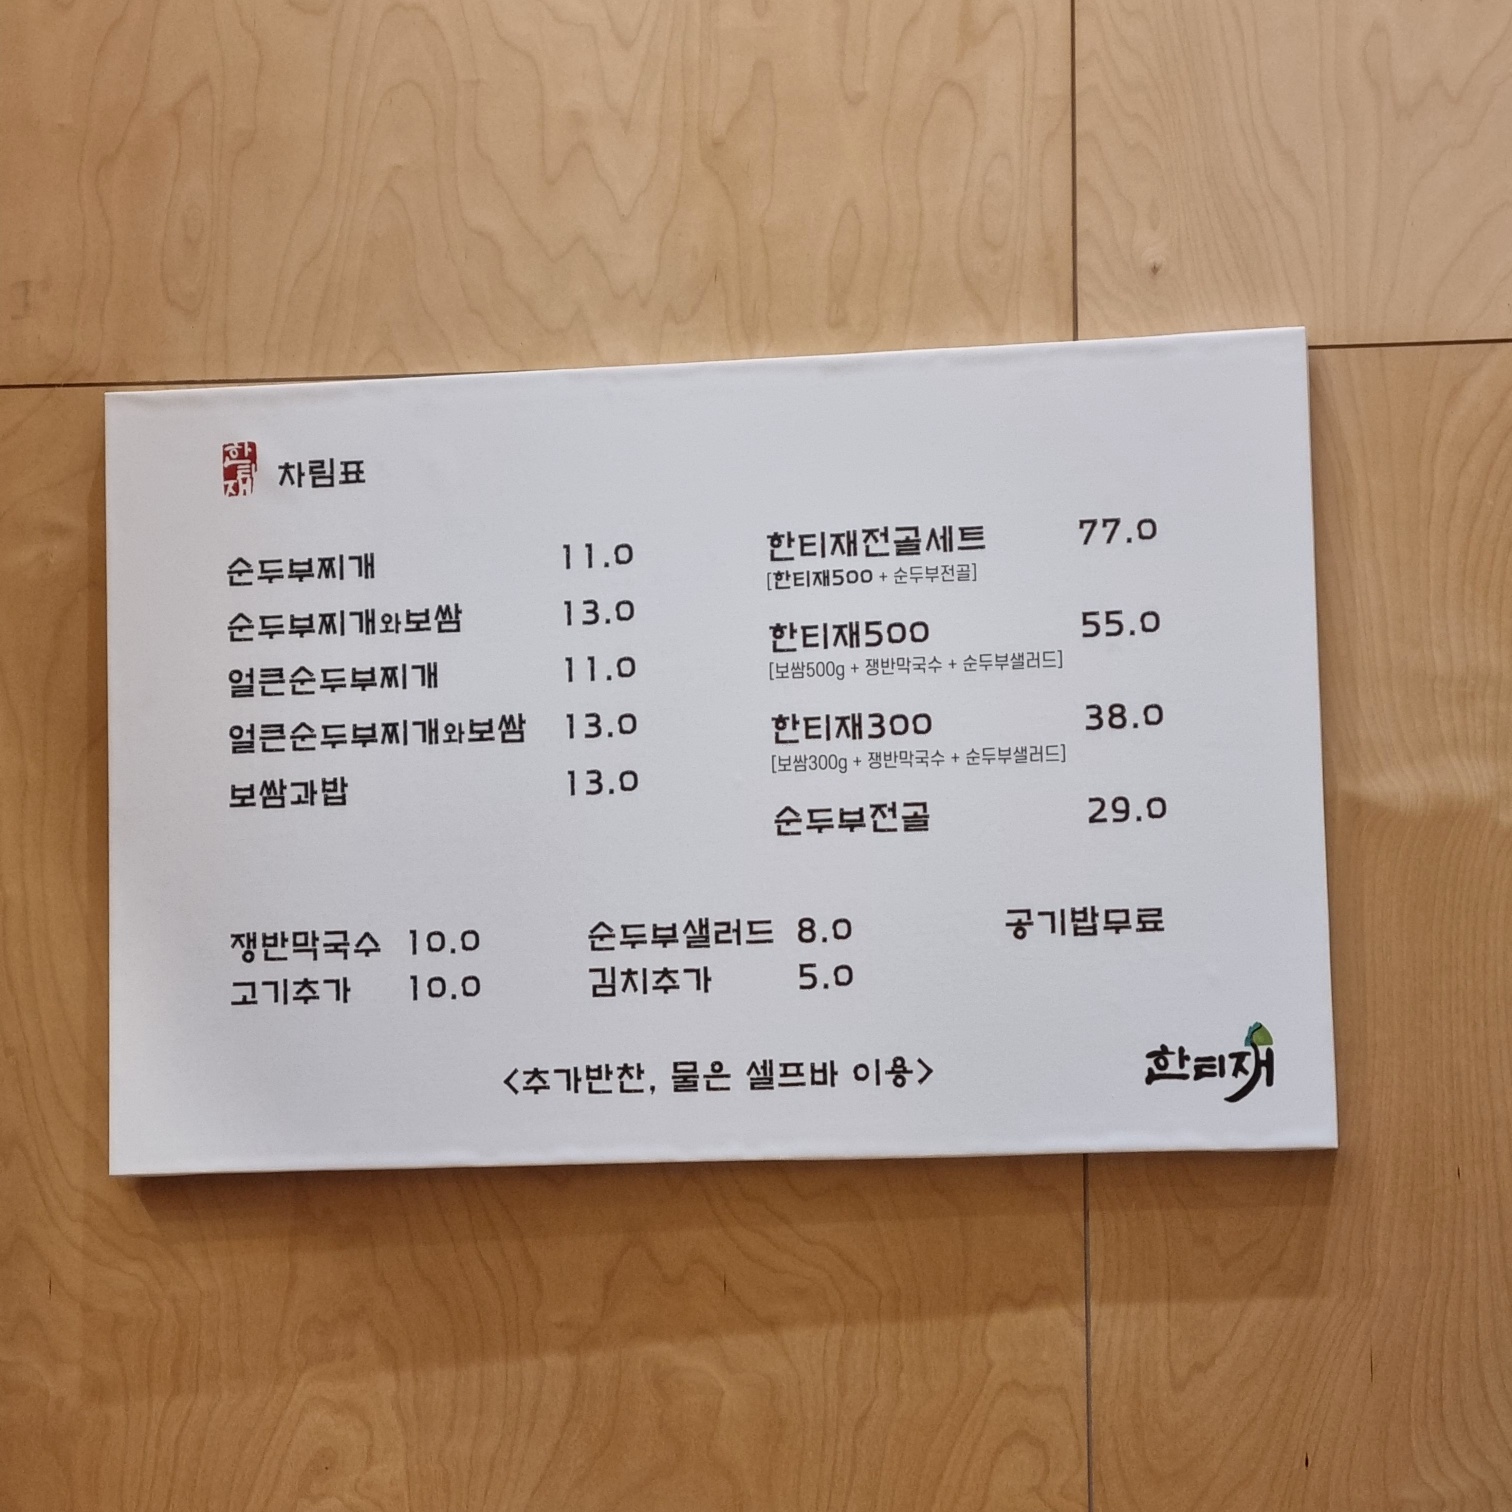 한티재
차림표
순두부찌개 11.0
순두부찌개와보쌈 13.0
얼큰순두부찌개 11.0
얼큰순두부찌개와보쌈 13.0
보쌈과밥 13.0
한티재전골세트 77.0
[한티재500 + 순두부전골]
한티재500 55.0
[보쌈500g + 쟁반막국수 + 순두부샐러드]
한티재300 38.0
[보쌈300g + 쟁반막국수 + 순두부샐러드]
순두부전골 29.0
쟁반막국수 10.0
고기추가 10.0
순두부샐러드 8.0
김치추가 5.0
공기밥무료
<추가반찬, 물은 셀프바 이용>
한티재